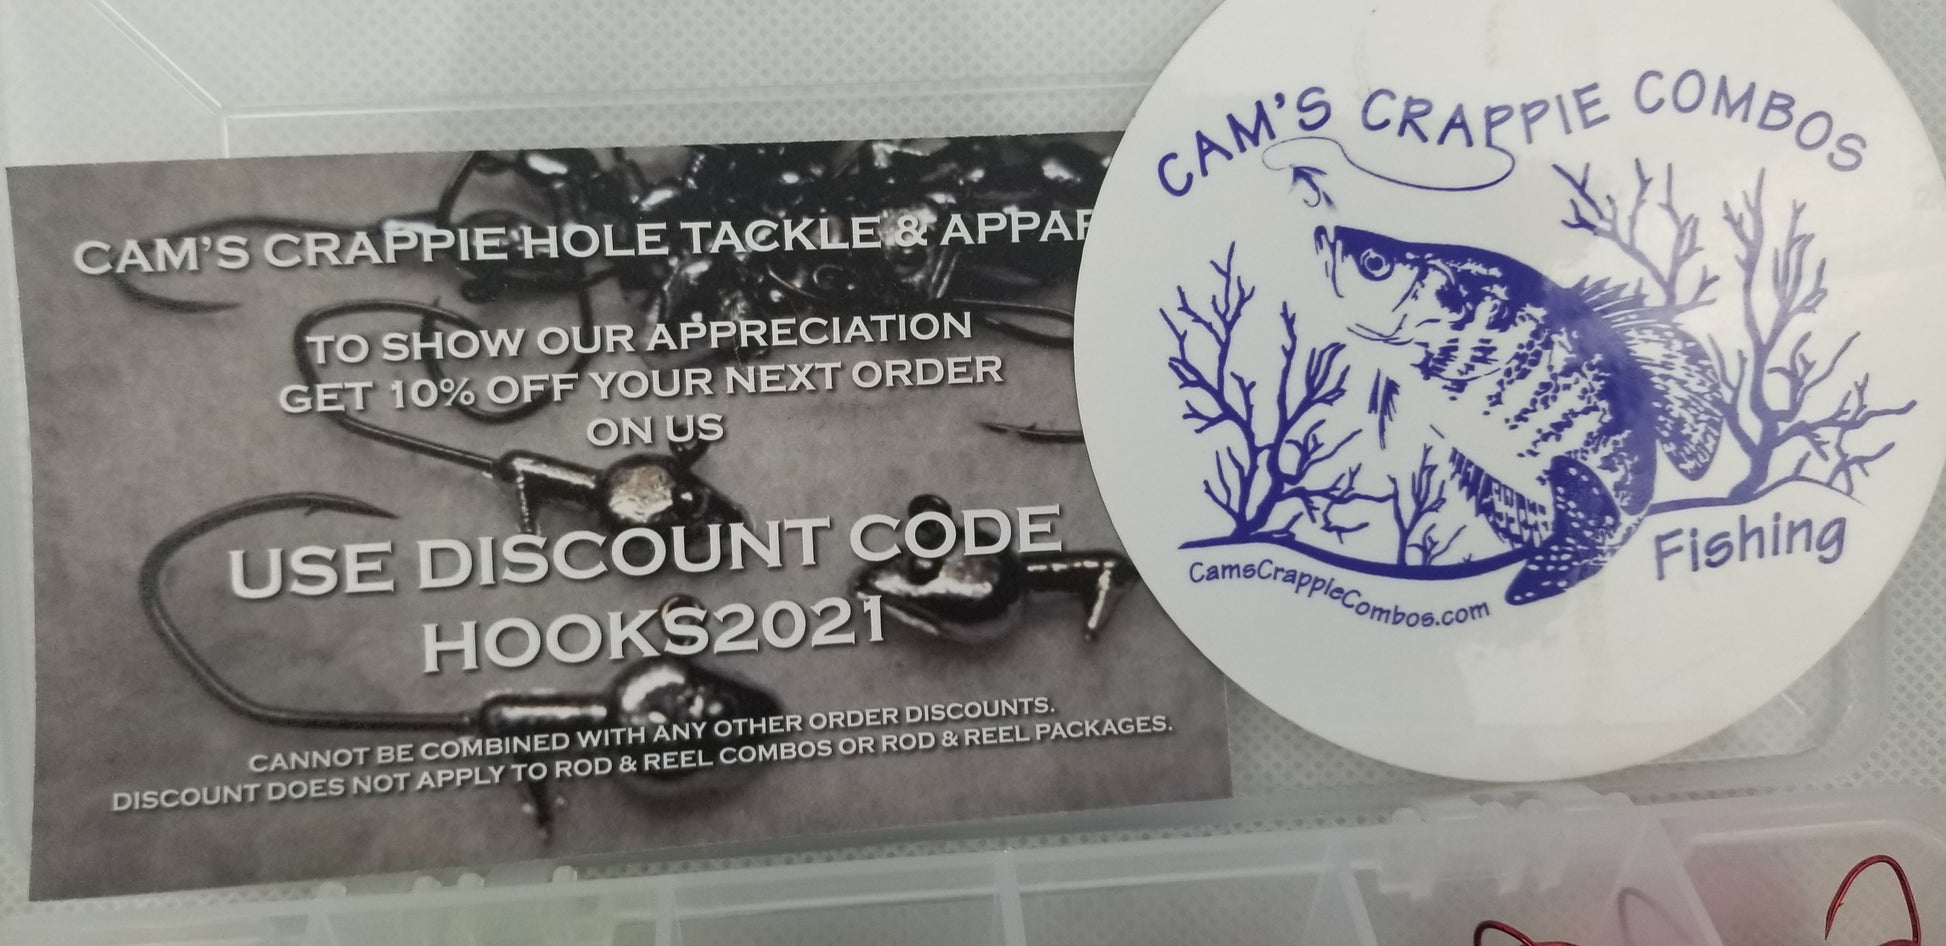 CAM'S CRAPPIE HOLE TACKLE &
TO SHOW OUR APPRECIATION
GET 10% OFF YOUR NEXT ORDER
ON US
USE DISCOUNT CODE
HOOKS2021
CANNOT BE COMBINED WITH ANY OTHER ORDER DISCOUNTS.
DISCOUNT DOES NOT APPLY TO ROD & REEL COMBOS OR ROD & REEL PACKAGES.
CAM'S CRAPPIE COMBOS
Fishing
CamsCrappieCombos.com